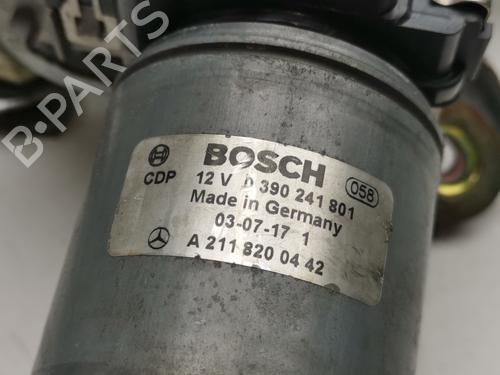 B-PARTS
BOSCH
CDP 12 V 0 390 241 801 058
Made in Germany
03-07-17 1
A 211 820 04 42